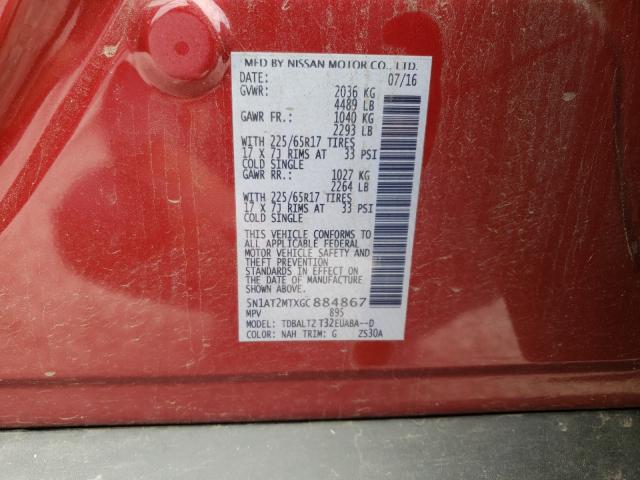 MFD BY NISSAN MOTOR CO., LTD.
DATE: 07/16
GVWR: 2036 KG
4489 LB
GAWR FR.: 1040 KG
2293 LB
WITH 225/65R17 TIRES
17 X 7J RIMS AT 33 PSI
COLD SINGLE
GAWR RR.: 1027 KG
2264 LB
WITH 225/65R17 TIRES
17 X 7J RIMS AT 33 PSI
COLD SINGLE
THIS VEHICLE CONFORMS TO
ALL APPLICABLE FEDERAL
MOTOR VEHICLE SAFETY AND
THEFT PREVENTION
STANDARDS IN EFFECT ON
THE DATE OF MANUFACTURE
SHOWN ABOVE.
5N1AT2MTXGC884867
MPV 895
MODEL: TDBALTZ T32EUABA--D
COLOR: NAH TRIM: G ZS30A